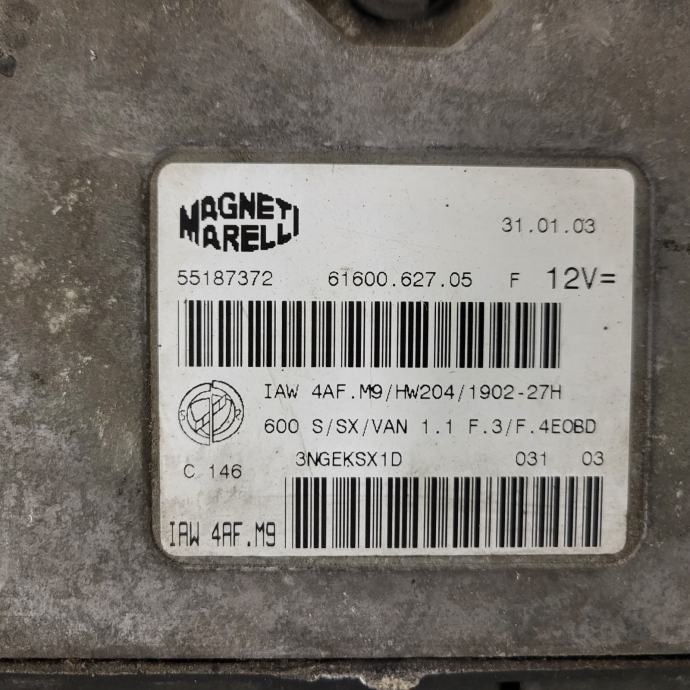 MAGNETI
MARELLI
31.01.03
55187372 61600.627.05 F 12V=
IAW 4AF.M9/HW204/1902-27H
600 S/SX/VAN 1.1 F.3/F.4EOBD
C 146
3NGEKSX1D 031 03
IAW 4AF.M9